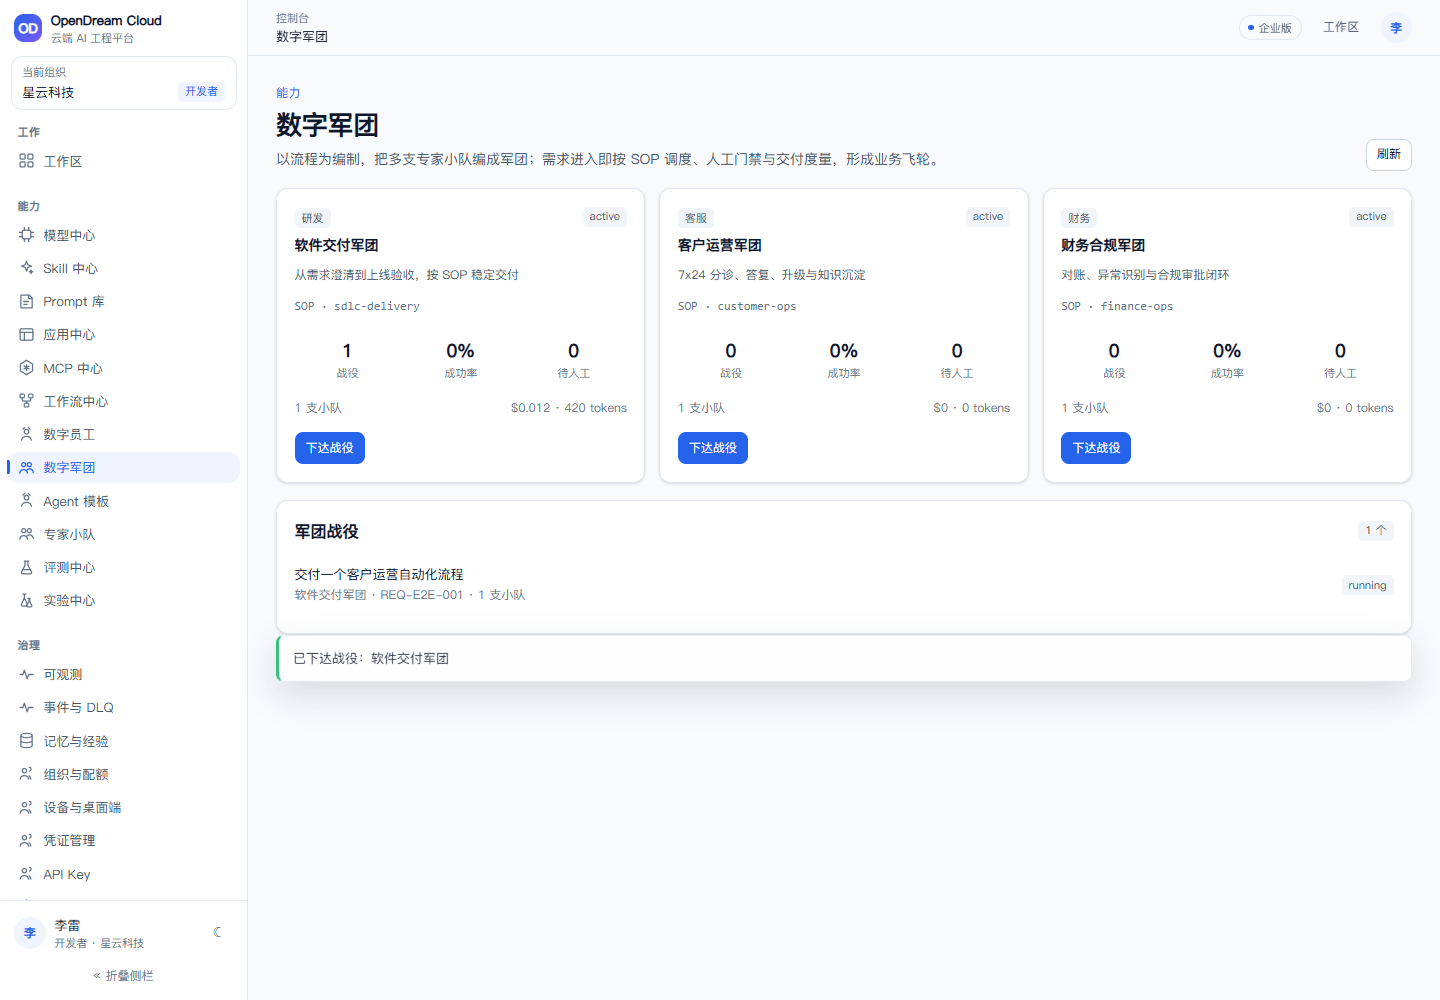 OD
OpenDream Cloud
云端 AI 工程平台
当前组织
星云科技
开发者
工作
工作区
能力
模型中心
Skill 中心
Prompt 库
应用中心
MCP 中心
工作流中心
数字员工
数字军团
Agent 模板
专家小队
评测中心
实验中心
治理
可观测
事件与 DLQ
记忆与经验
组织与配额
设备与桌面端
凭证管理
API Key
李
李雷
开发者 · 星云科技
« 折叠侧栏
控制台
数字军团
企业版
工作区
李
能力
数字军团
以流程为编制，把多支专家小队编成军团；需求进入即按 SOP 调度、人工门禁与交付度量，形成业务飞轮。
刷新
研发
active
软件交付军团
从需求澄清到上线验收，按 SOP 稳定交付
SOP · sdlc-delivery
1
0%
0
战役
成功率
待人工
1 支小队
$0.012 · 420 tokens
下达战役
客服
active
客户运营军团
7x24 分诊、答复、升级与知识沉淀
SOP · customer-ops
0
0%
0
战役
成功率
待人工
1 支小队
$0 · 0 tokens
下达战役
财务
active
财务合规军团
对账、异常识别与合规审批闭环
SOP · finance-ops
0
0%
0
战役
成功率
待人工
1 支小队
$0 · 0 tokens
下达战役
军团战役
1 个
交付一个客户运营自动化流程
软件交付军团 · REQ-E2E-001 · 1 支小队
running
已下达战役：软件交付军团